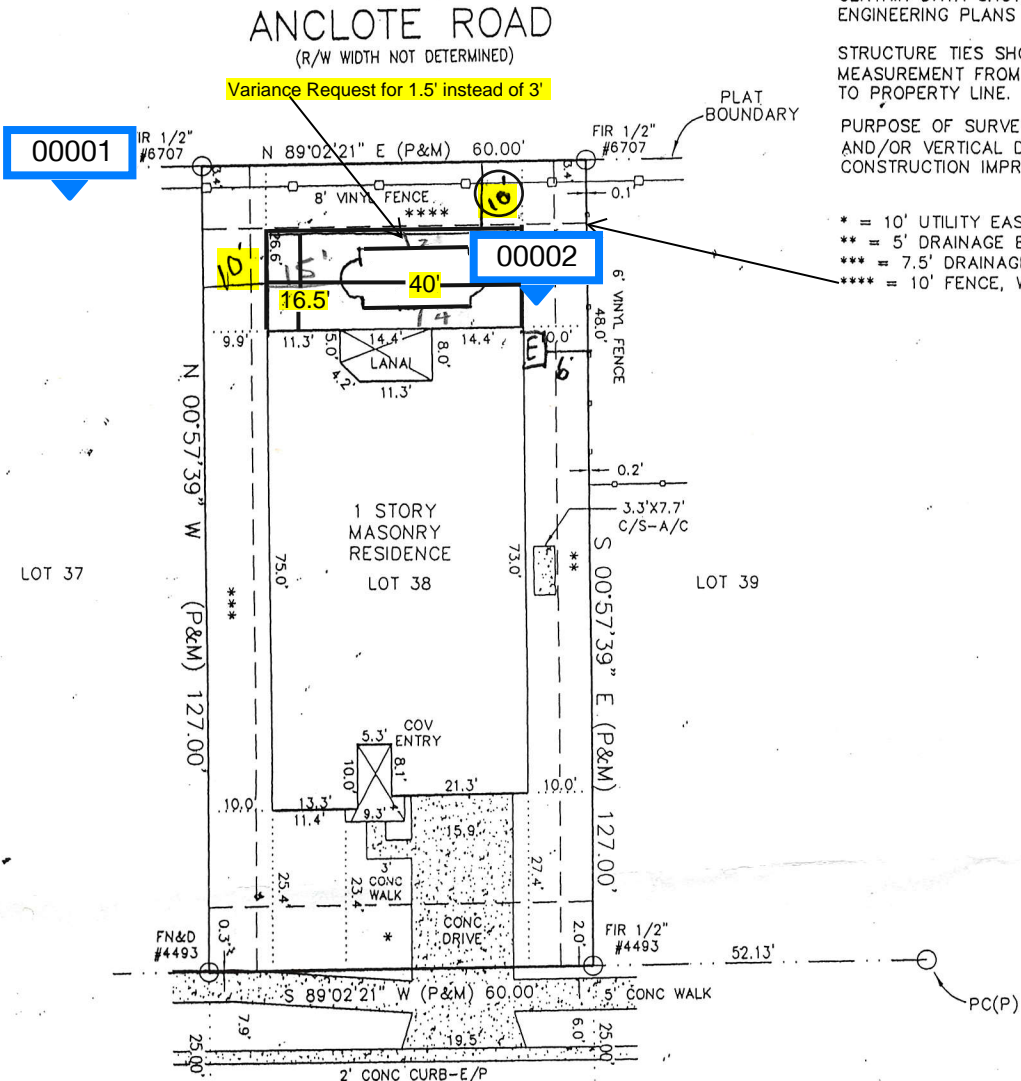 ANCLOTE ROAD
(R/W WIDTH NOT DETERMINED)
Variance Request for 1.5' instead of 3'
ENGINEERING PLANS
STRUCTURE TIES SHO
MEASUREMENT FROM
TO PROPERTY LINE.
PLAT
BOUNDARY
PURPOSE OF SURVE
AND/OR VERTICAL D
CONSTRUCTION IMPR
00001
IR 1/2"
#6707
N 89°02'21" E (P&M) 60.00'
FIR 1/2"
#6707
3.4'
3.4'
0.1'
8' VINYL FENCE
****
10'
* = 10' UTILITY EAS
** = 5' DRAINAGE E
*** = 7.5' DRAINAGE
**** = 10' FENCE, W
26.6'
10'
15'
16.5'
40'
14
00002
6' VINYL FENCE
48.0'
9.9'
11.3'
5.0'
14.4'
8.0'
14.4'
10.0'
E
6'
LANAI
4.2'
11.3'
N 00°57'39" W (P&M) 127.00'
0.2'
3.3'X7.7'
C/S-A/C
1 STORY
MASONRY
RESIDENCE
LOT 38
75.0'
73.0'
**
S 00°57'39" E (P&M) 127.00'
LOT 37
LOT 39
***
COV
ENTRY
5.3'
10.0'
8.1'
21.3'
10.0'
10.0'
13.3'
11.4'
9.3'
15.9'
3'
CONC
WALK
25.4'
23.4'
27.4'
CONC
DRIVE
*
FN&D
#4493
0.3'
2.0'
FIR 1/2"
#4493
52.13'
PC(P)
S 89°02'21" W (P&M) 60.00'
5' CONC WALK
7.9'
6.0'
25.00'
25.00'
19.5'
2' CONC CURB-E/P